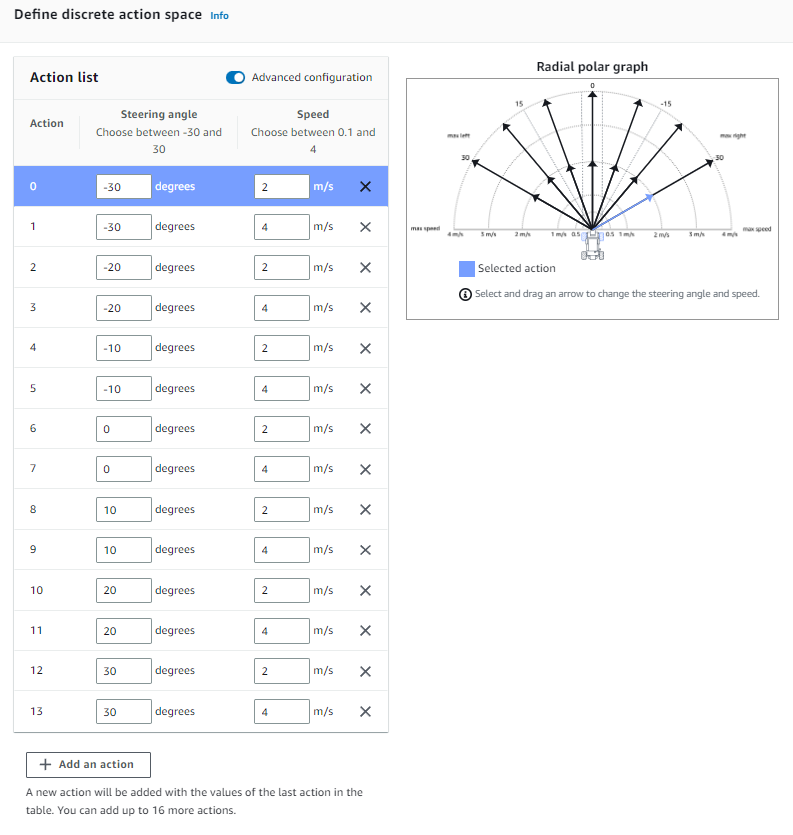 Define discrete action space Info
Action list
Advanced configuration
Action
Steering angle
Choose between -30 and
30
Speed
Choose between 0.1 and
4
0 -30 degrees 2 m/s
1 -30 degrees 4 m/s
2 -20 degrees 2 m/s
3 -20 degrees 4 m/s
4 -10 degrees 2 m/s
5 -10 degrees 4 m/s
6 0 degrees 2 m/s
7 0 degrees 4 m/s
8 10 degrees 2 m/s
9 10 degrees 4 m/s
10 20 degrees 2 m/s
11 20 degrees 4 m/s
12 30 degrees 2 m/s
13 30 degrees 4 m/s
+ Add an action
A new action will be added with the values of the last action in the
table. You can add up to 16 more actions.
Radial polar graph
0
15 -15
max left max right
30 -30
max speed 4 m/s 3 m/s 2 m/s 1 m/s 0.5 0.5 1 m/s 2 m/s 3 m/s 4 m/s max speed
Selected action
Select and drag an arrow to change the steering angle and speed.